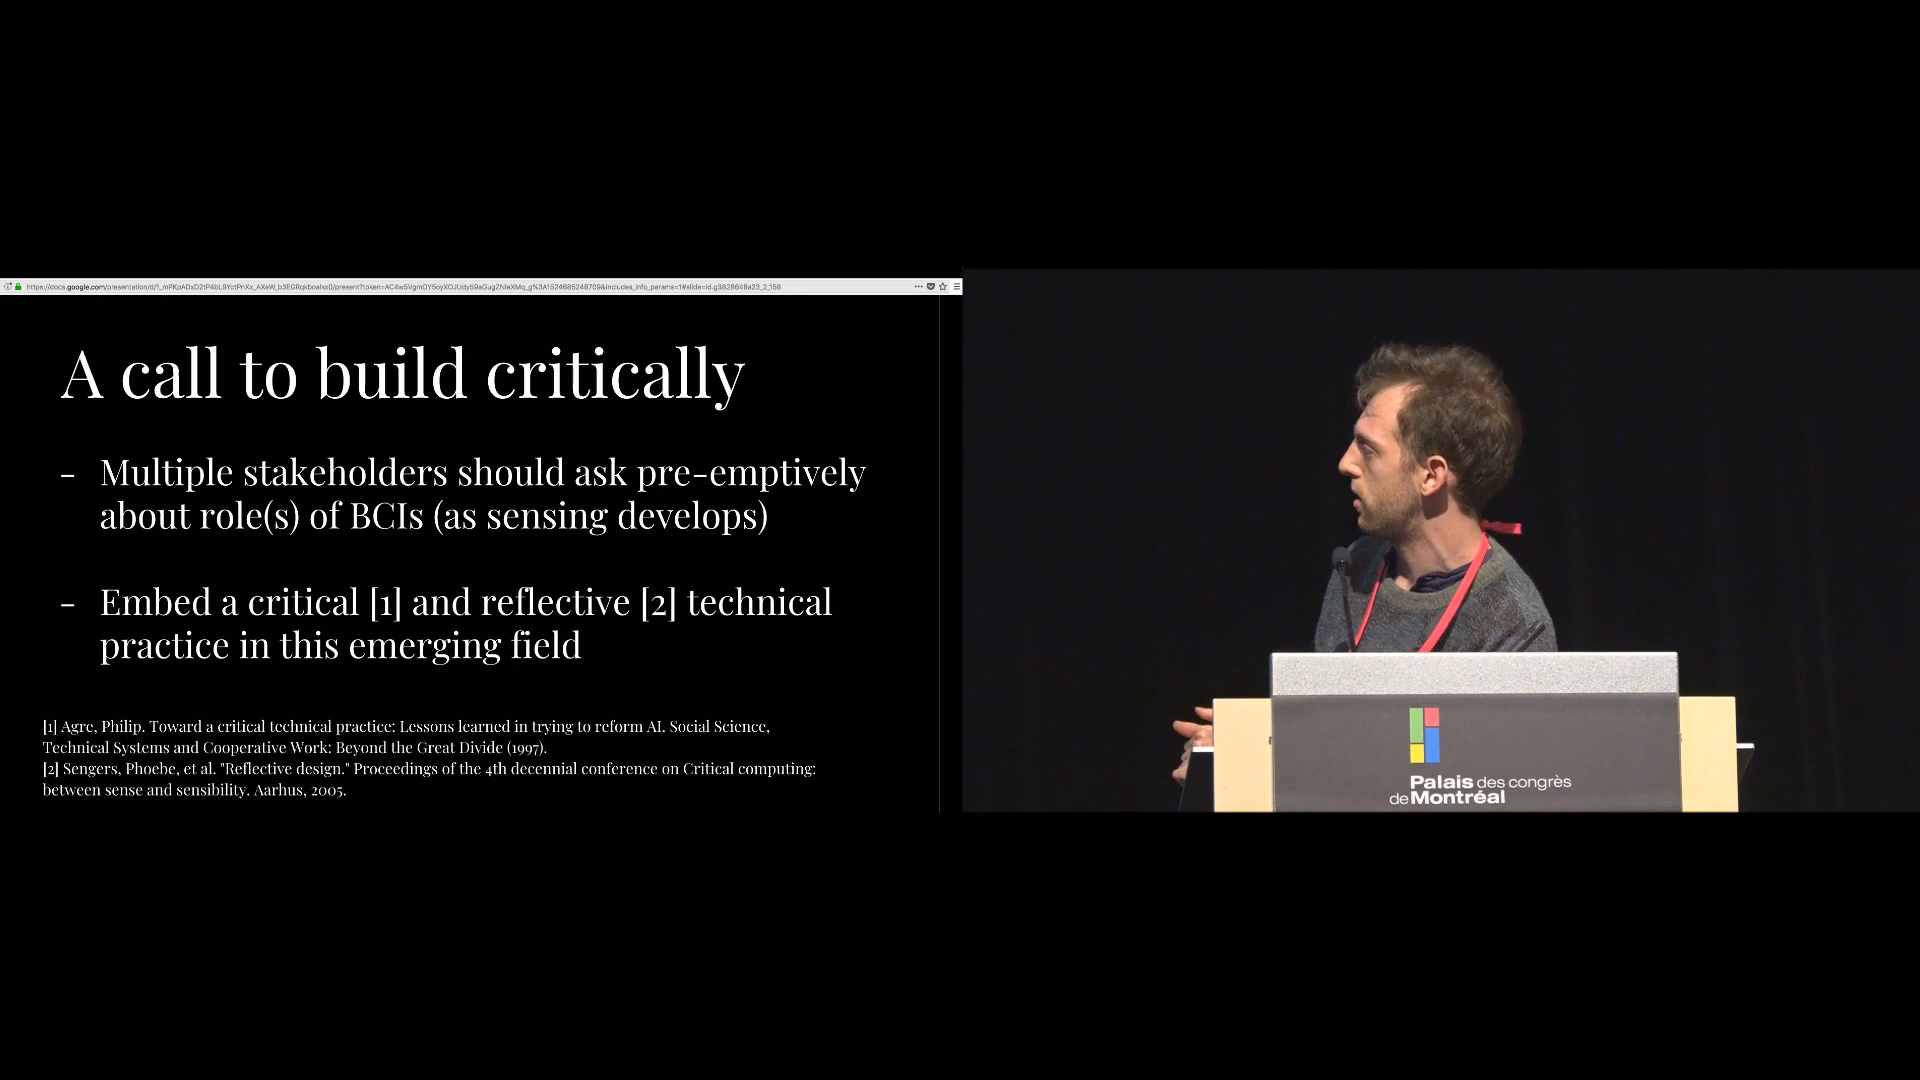 A call to build critically
- Multiple stakeholders should ask pre-emptively
about role(s) of BCIs (as sensing develops)
- Embed a critical [1] and reflective [2] technical
practice in this emerging field
[1] Agre, Philip. Toward a critical technical practice: Lessons learned in trying to reform AI. Social Science,
Technical Systems and Cooperative Work: Beyond the Great Divide (1997).
[2] Sengers, Phoebe, et al. "Reflective design." Proceedings of the 4th decennial conference on Critical computing:
between sense and sensibility. Aarhus, 2005.
Palais des congrès
de Montréal